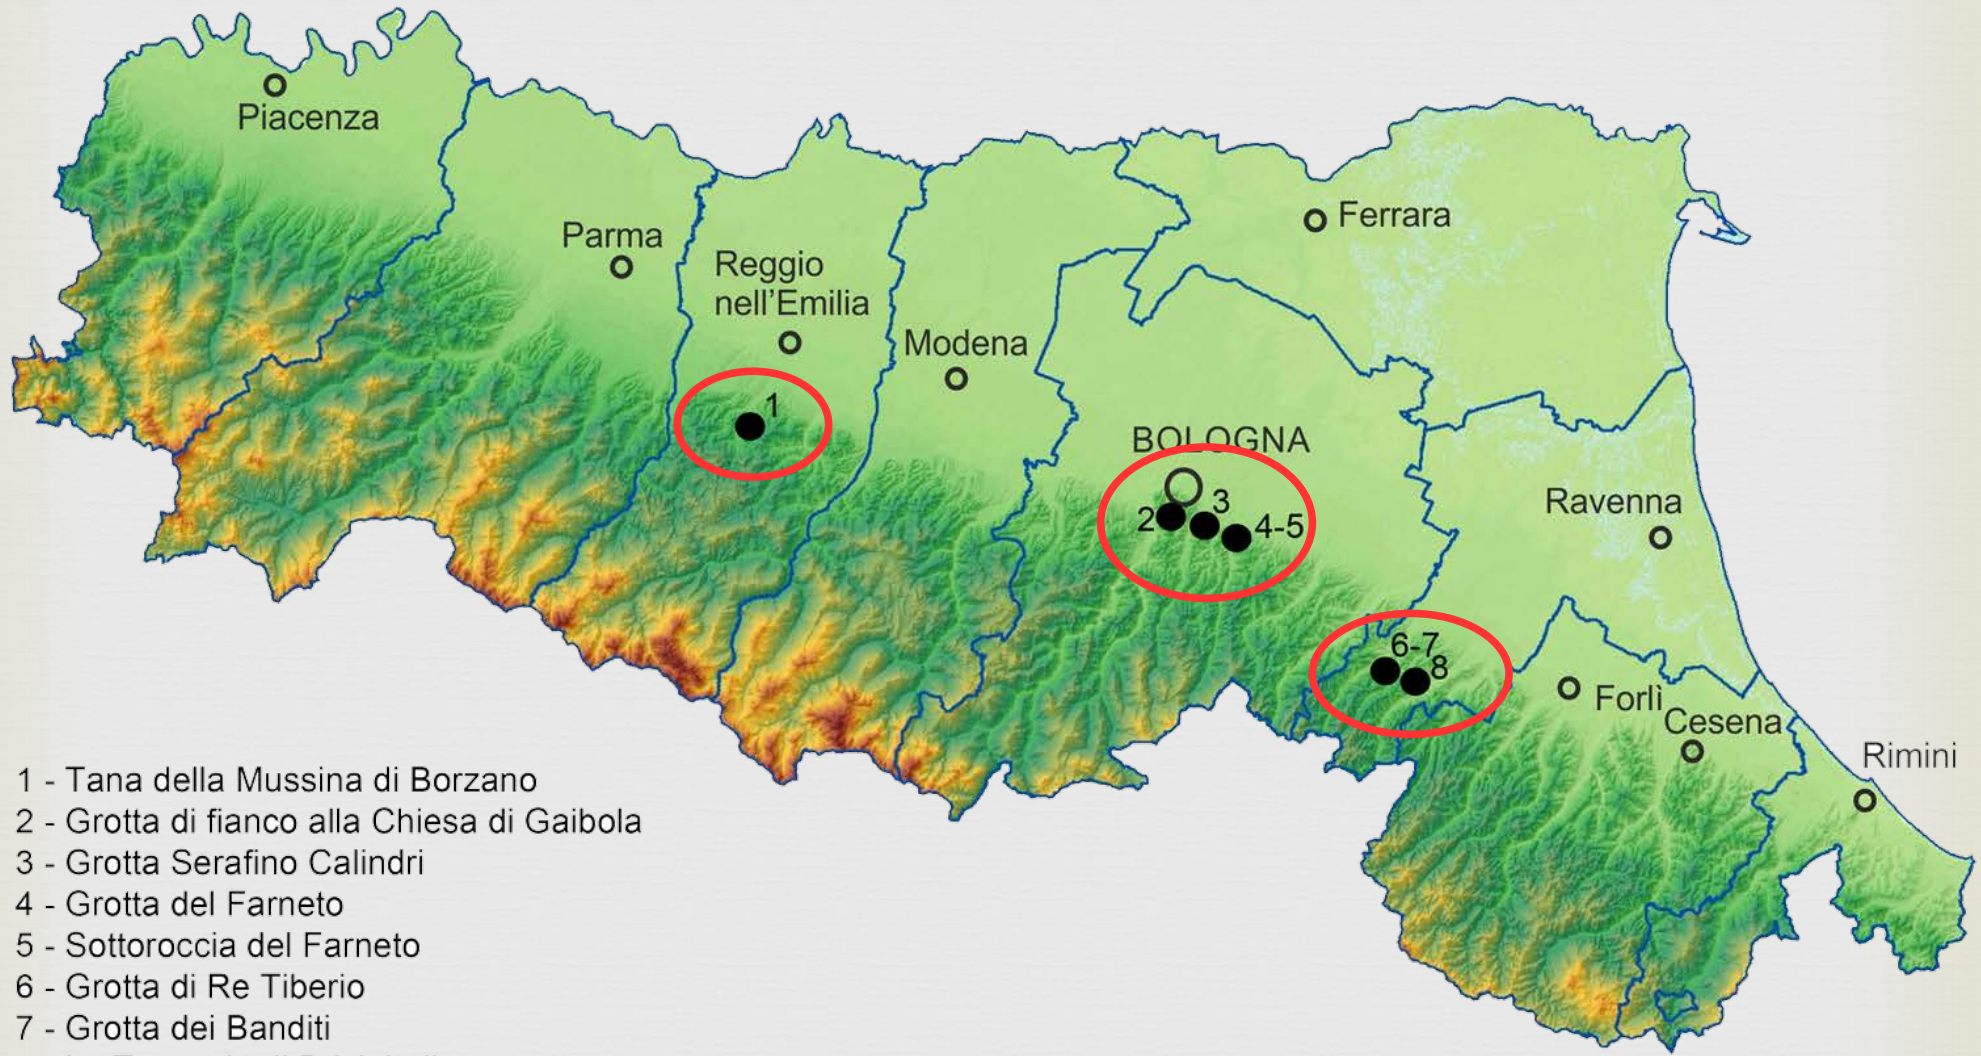 Piacenza
Parma
Reggio
nell'Emilia
Modena
Ferrara
BOLOGNA
Ravenna
Forlì
Cesena
Rimini
1
2
3
4-5
6-7
8
1 - Tana della Mussina di Borzano
2 - Grotta di fianco alla Chiesa di Gaibola
3 - Grotta Serafino Calindri
4 - Grotta del Farneto
5 - Sottoroccia del Farneto
6 - Grotta di Re Tiberio
7 - Grotta dei Banditi